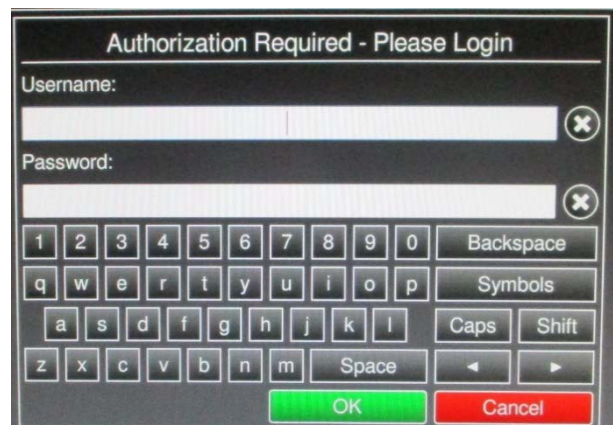 Authorization Required - Please Login
Username:
Password:
1 2 3 4 5 6 7 8 9 0 Backspace
q w e r t y u i o p Symbols
a s d f g h j k l Caps Shift
z x c v b n m Space ◄ ►
OK Cancel